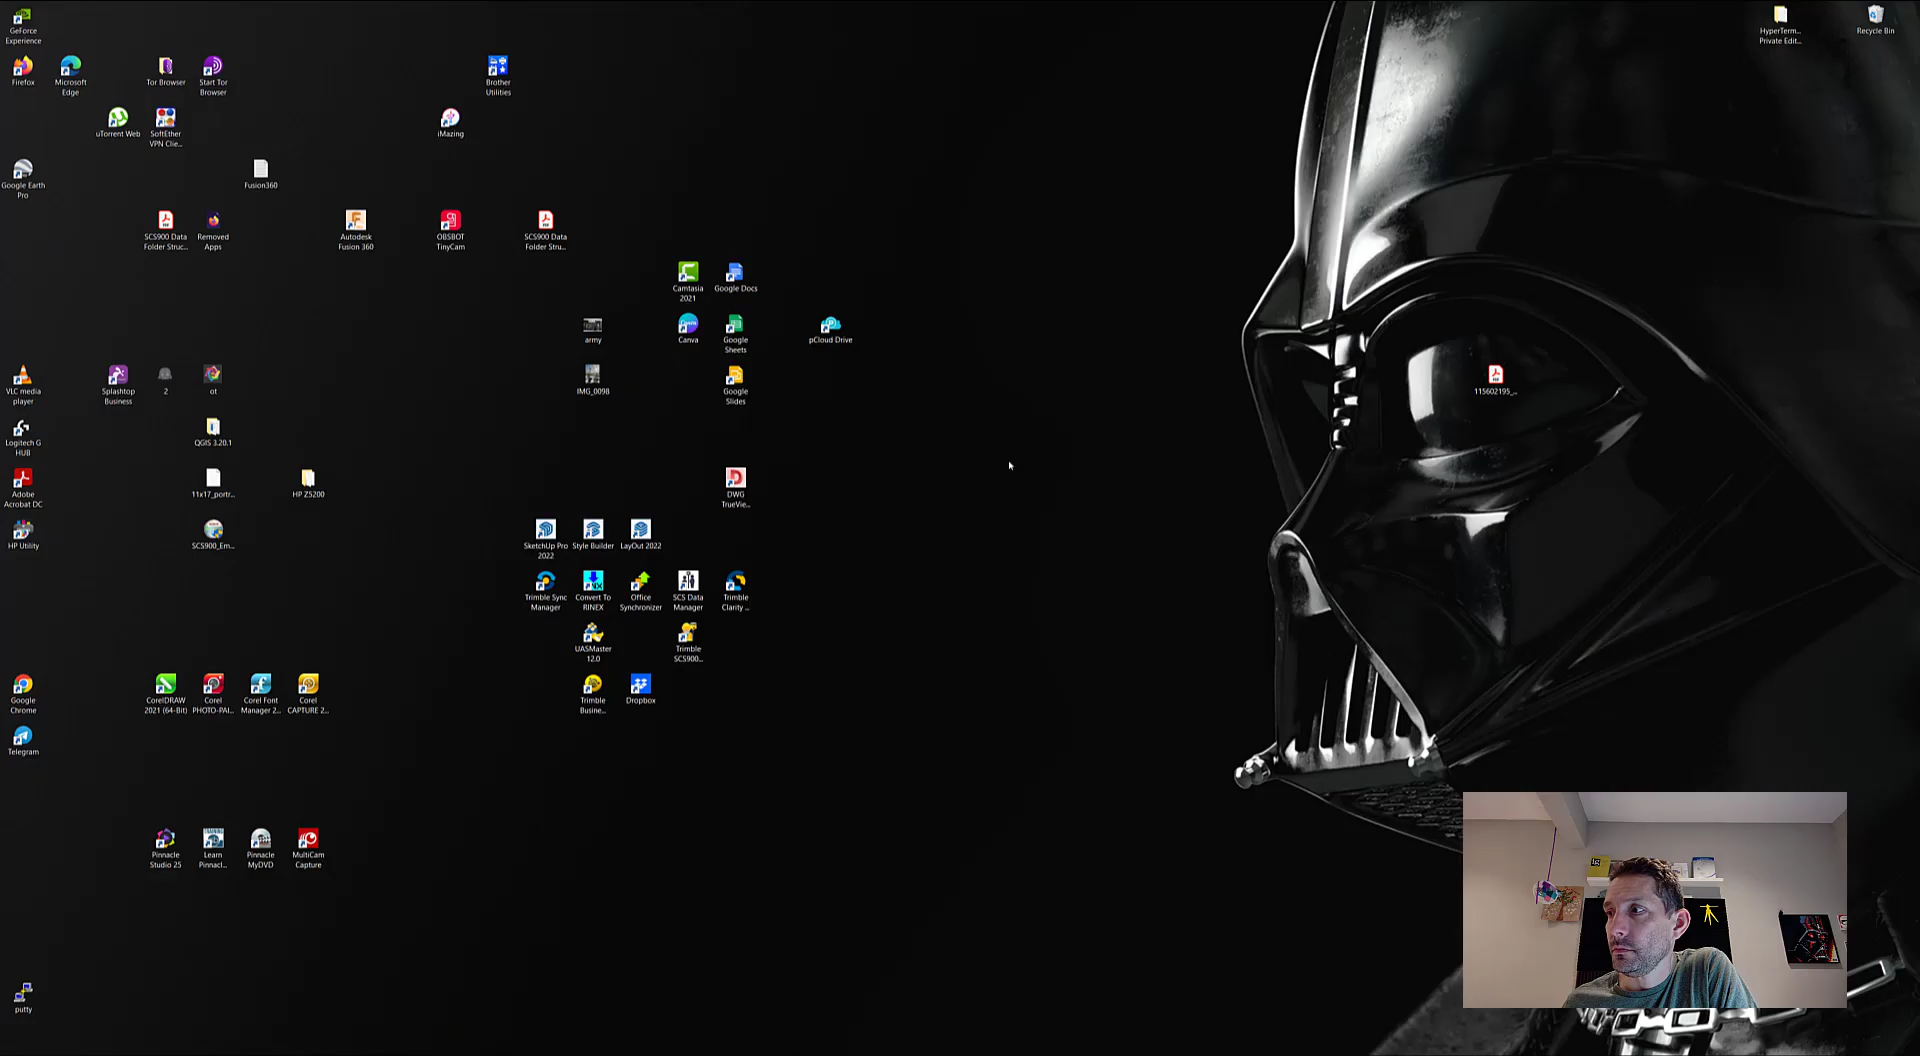 GeForce
Experience
HyperTerm...
Private Edit...
Recycle Bin
Firefox
Microsoft
Edge
Tor Browser
Start Tor
Browser
Brother
Utilities
uTorrent Web
SoftEther
VPN Clie...
iMazing
Google Earth
Pro
Fusion360
SCS900 Data
Folder Struc...
Removed
Apps
Autodesk
Fusion 360
OBSBOT
TinyCam
SCS900 Data
Folder Stru...
Camtasia
2021
Google Docs
army
Canva
Google
Sheets
pCloud Drive
VLC media
player
Splashtop
Business
2
ot
IMG_0098
Google
Slides
115602195_...
Logitech G
HUB
QGIS 3.20.1
Adobe
Acrobat DC
11x17_portr...
HP Z5200
DWG
TrueVie...
HP Utility
SCS900_Em...
SketchUp Pro
2022
Style Builder
LayOut 2022
Trimble Sync
Manager
Convert To
RINEX
Office
Synchronizer
SCS Data
Manager
Trimble
Clarity ...
UASMaster
12.0
Trimble
SCS900...
Google
Chrome
CorelDRAW
2021 (64-Bit)
Corel
PHOTO-PAI...
Corel Font
Manager 2...
Corel
CAPTURE 2...
Trimble
Busine...
Dropbox
Telegram
Pinnacle
Studio 25
Learn
Pinnacl...
Pinnacle
MyDVD
MultiCam
Capture
putty